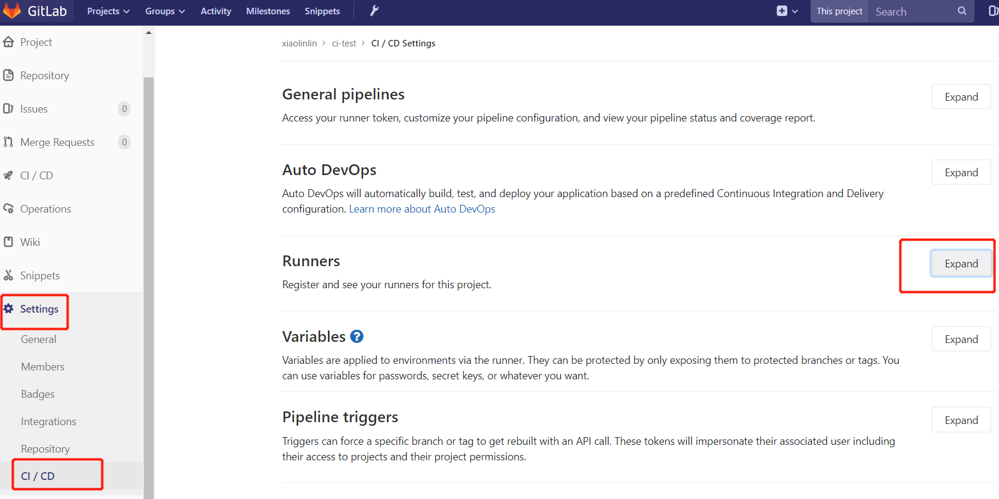 GitLab Projects Groups Activity Milestones Snippets This project Search
Project
Repository
Issues 0
Merge Requests 0
CI / CD
Operations
Wiki
Snippets
Settings
General
Members
Badges
Integrations
Repository
CI / CD
xiaolinlin > ci-test > CI / CD Settings
General pipelines
Expand
Access your runner token, customize your pipeline configuration, and view your pipeline status and coverage report.
Auto DevOps
Expand
Auto DevOps will automatically build, test, and deploy your application based on a predefined Continuous Integration and Delivery
configuration. Learn more about Auto DevOps
Runners
Expand
Register and see your runners for this project.
Variables ?
Expand
Variables are applied to environments via the runner. They can be protected by only exposing them to protected branches or tags. You
can use variables for passwords, secret keys, or whatever you want.
Pipeline triggers
Expand
Triggers can force a specific branch or tag to get rebuilt with an API call. These tokens will impersonate their associated user including
their access to projects and their project permissions.